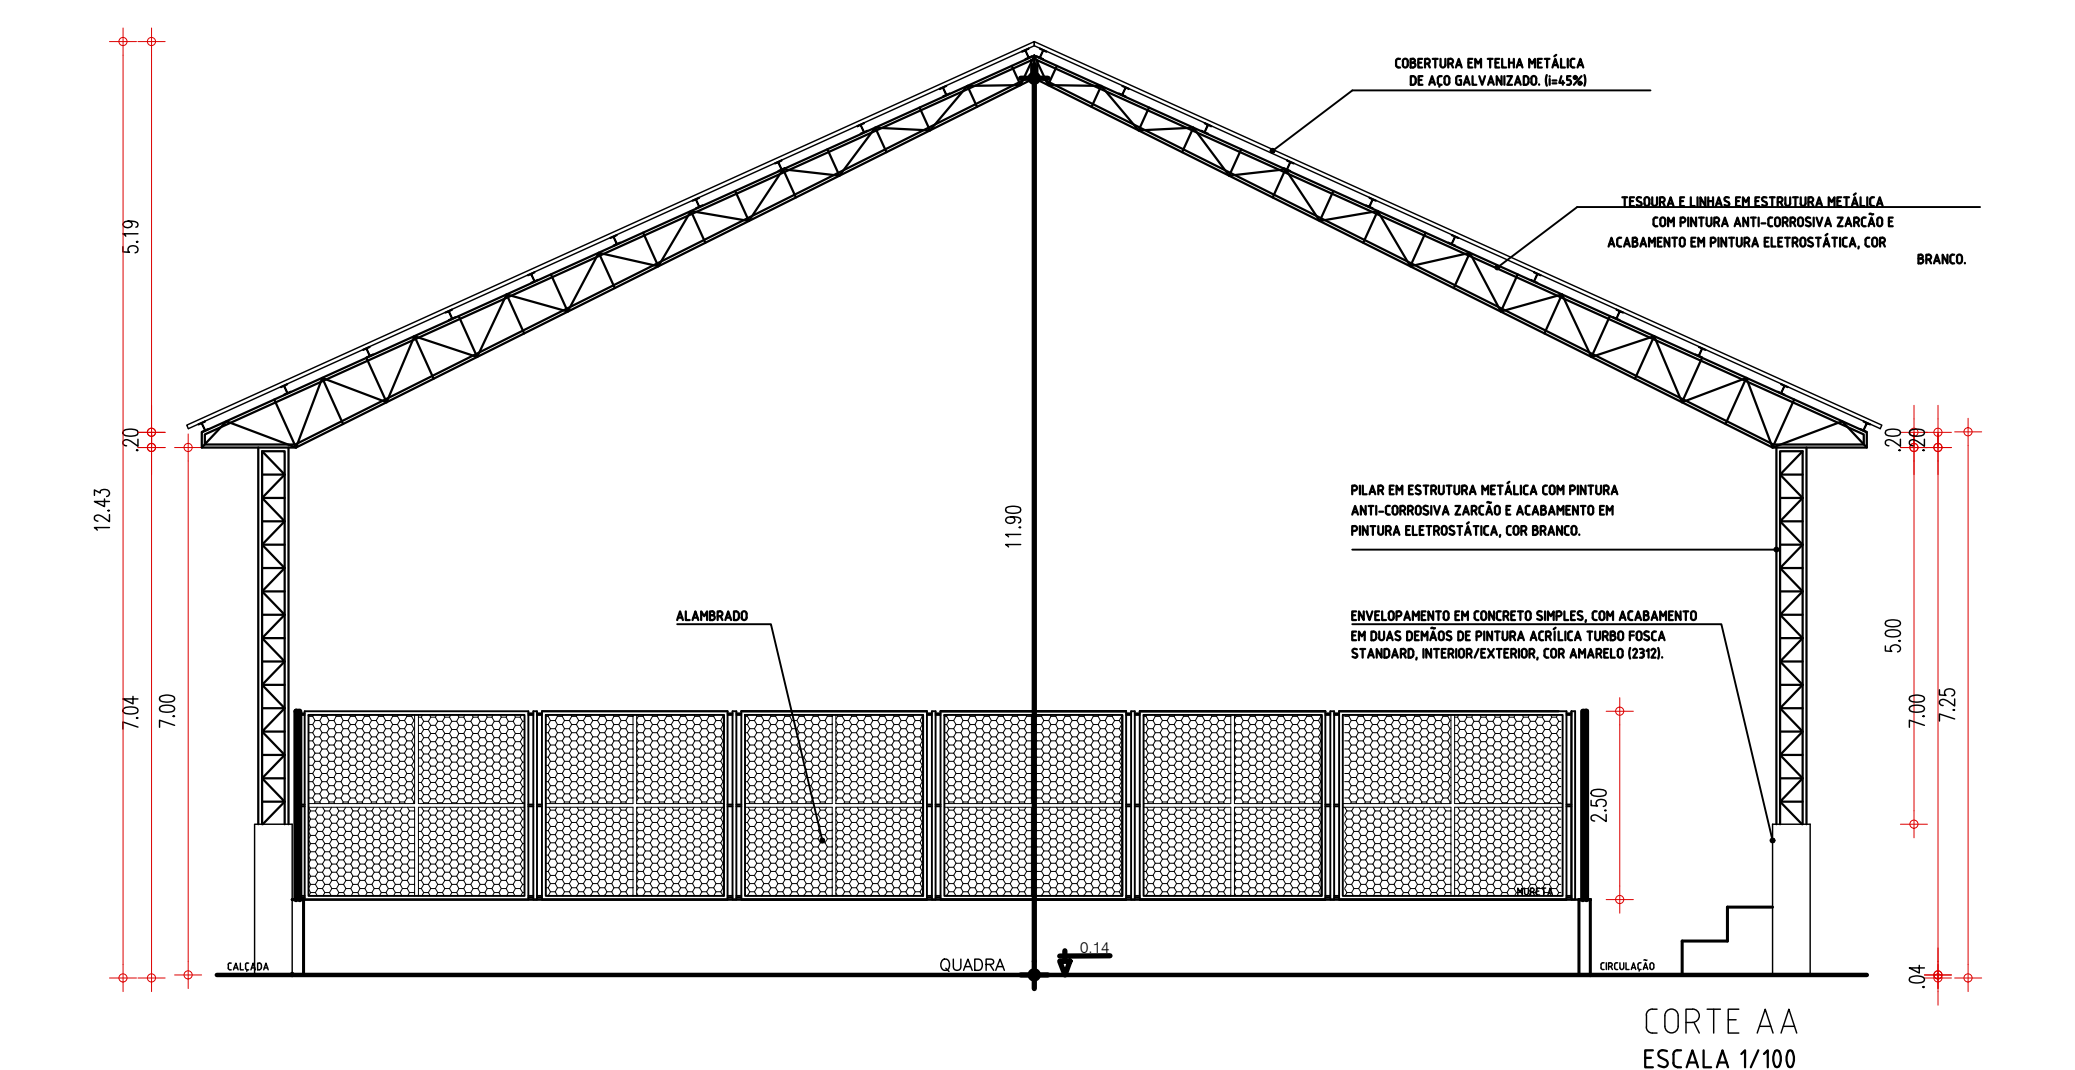 COBERTURA EM TELHA METÁLICA
DE AÇO GALVANIZADO. (i=45%)
TESOURA E LINHAS EM ESTRUTURA METÁLICA
COM PINTURA ANTI-CORROSIVA ZARCÃO E
ACABAMENTO EM PINTURA ELETROSTÁTICA, COR
BRANCO.
5.19
.20
12.43
7.04
7.00
11.90
PILAR EM ESTRUTURA METÁLICA COM PINTURA
ANTI-CORROSIVA ZARCÃO E ACABAMENTO EM
PINTURA ELETROSTÁTICA, COR BRANCO.
ALAMBRADO
ENVELOPAMENTO EM CONCRETO SIMPLES, COM ACABAMENTO
EM DUAS DEMÃOS DE PINTURA ACRÍLICA TURBO FOSCA
STANDARD, INTERIOR/EXTERIOR, COR AMARELO (2312).
.20
.20
5.00
7.00
7.25
2.50
MURETA
CALÇADA
QUADRA
0.14
CIRCULAÇÃO
.04
CORTE AA
ESCALA 1/100